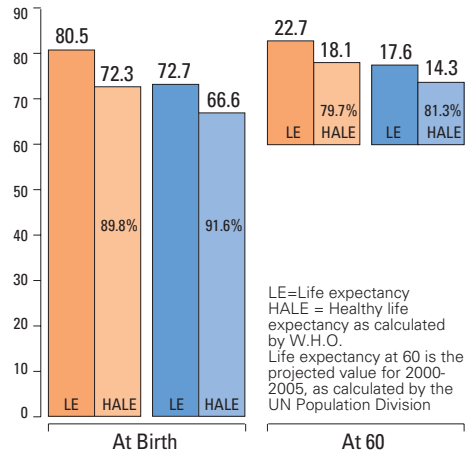 90
80
70
60
50
40
30
20
10
0
80.5
72.3
72.7
66.6
89.8%
91.6%
LE HALE LE HALE
At Birth
22.7
18.1
17.6
14.3
79.7%
81.3%
LE HALE LE HALE
LE=Life expectancy
HALE = Healthy life
expectancy as calculated
by W.H.O.
Life expectancy at 60 is the
projected value for 2000-
2005, as calculated by the
UN Population Division
At 60